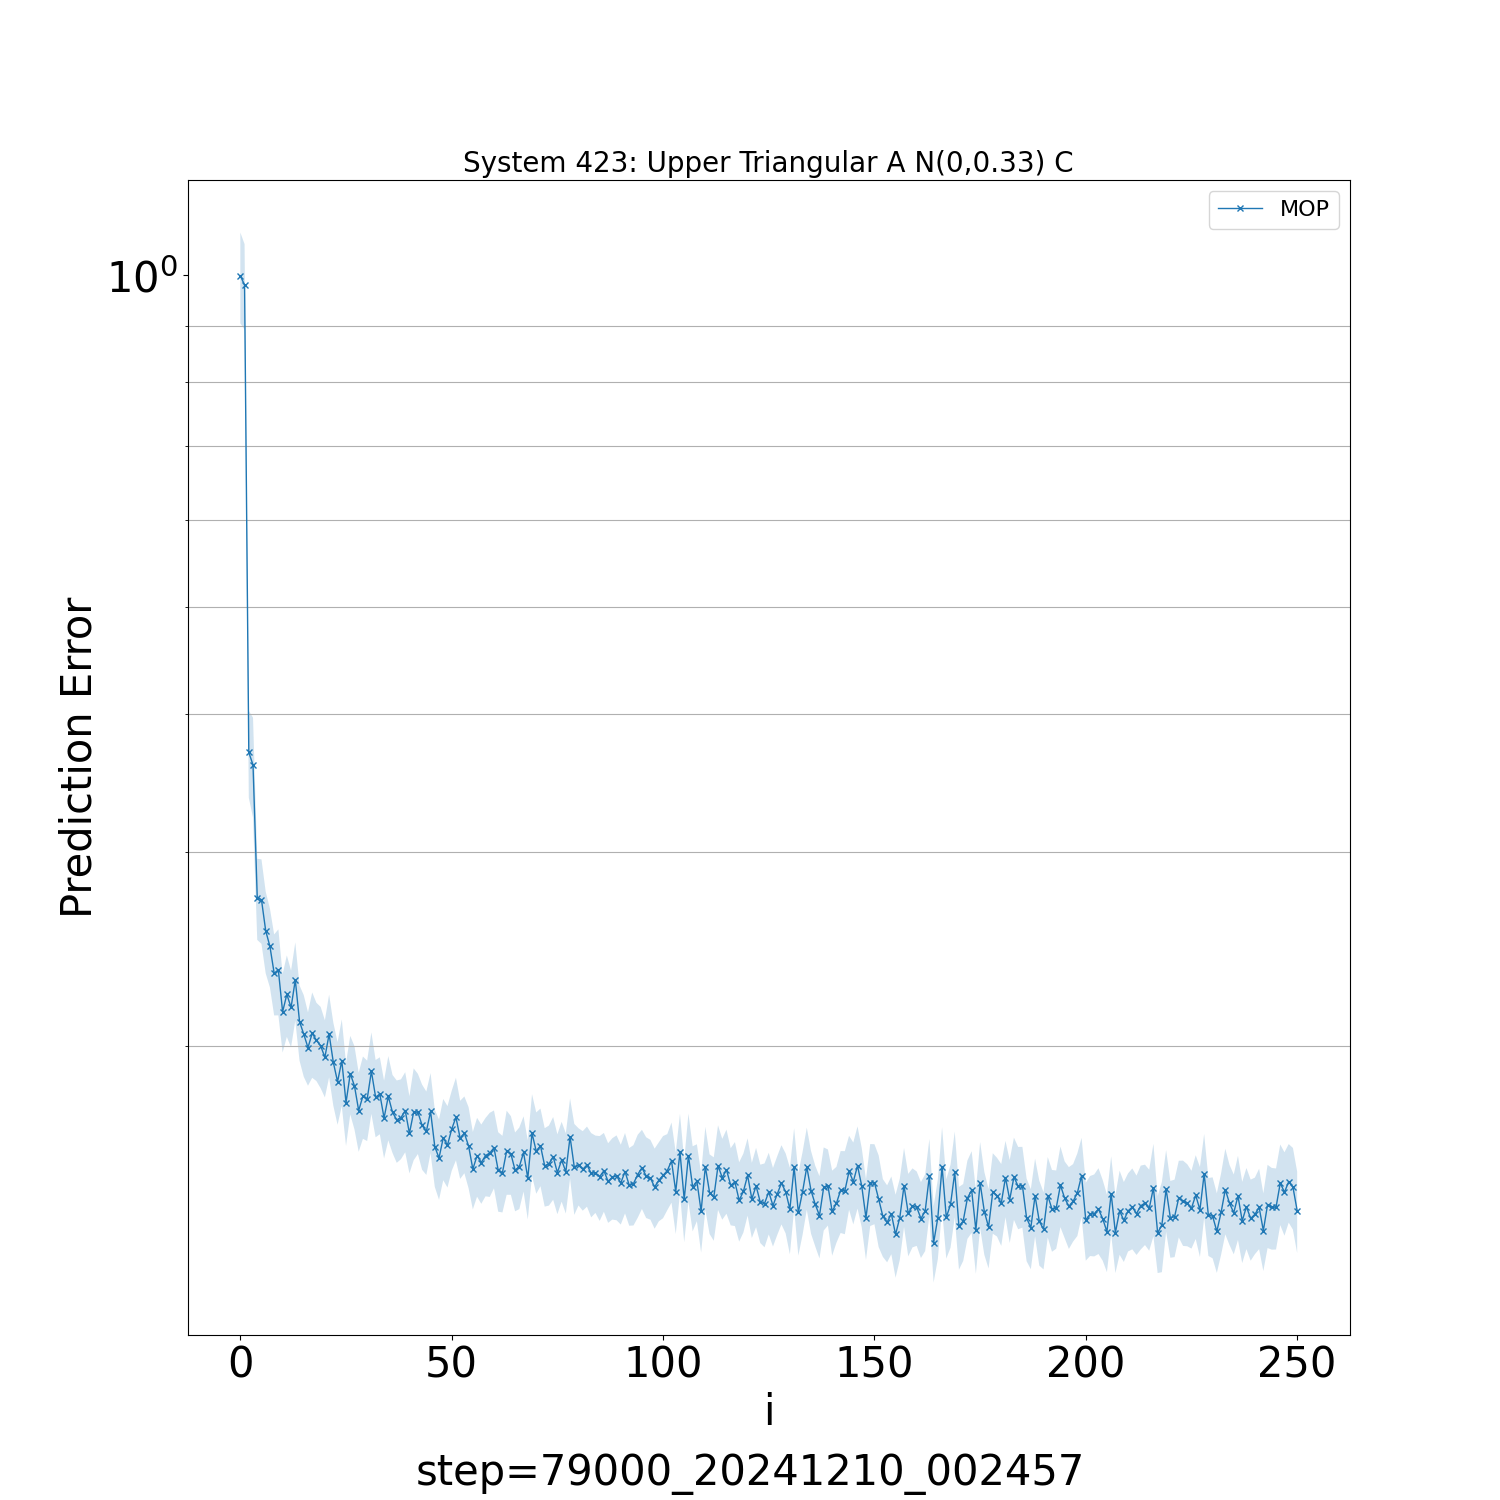 System 423: Upper Triangular A N(0,0.33) C
MOP
10⁰
Prediction Error
0 50 100 150 200 250
i
step=79000_20241210_002457